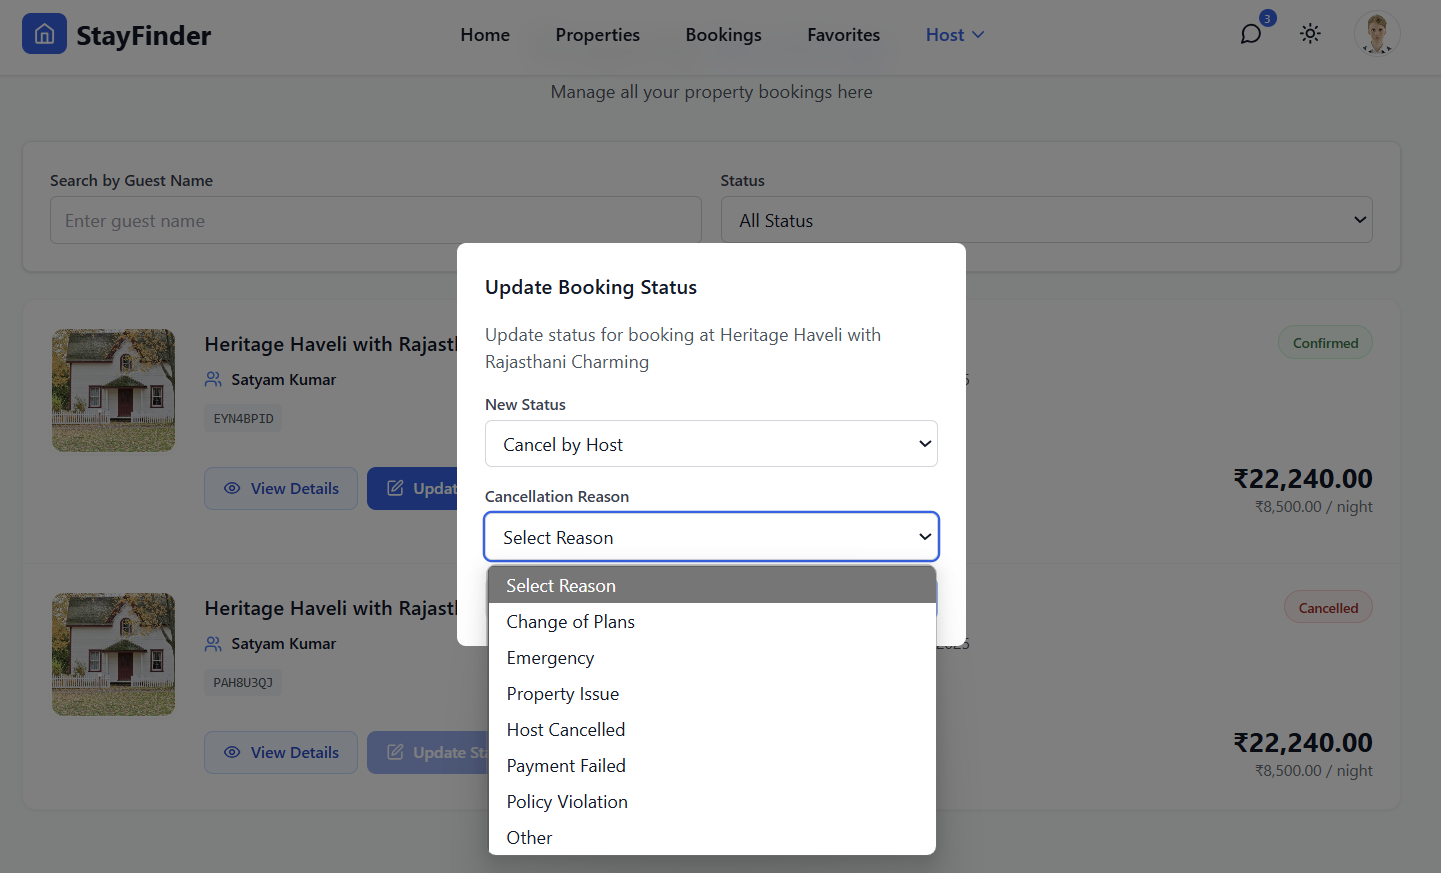 StayFinder
Home
Properties
Bookings
Favorites
Host
3
Manage all your property bookings here
Search by Guest Name
Enter guest name
Status
All Status
Update Booking Status
Update status for booking at Heritage Haveli with
Rajasthani Charming
New Status
Cancel by Host
Cancellation Reason
Select Reason
Select Reason
Change of Plans
Emergency
Property Issue
Host Cancelled
Payment Failed
Policy Violation
Other
Heritage Haveli with Rajasth
Satyam Kumar
EYN4BPID
View Details
Updat
Confirmed
₹22,240.00
₹8,500.00 / night
Heritage Haveli with Rajasth
Satyam Kumar
PAH8U3QJ
View Details
Update Sta
Cancelled
₹22,240.00
₹8,500.00 / night